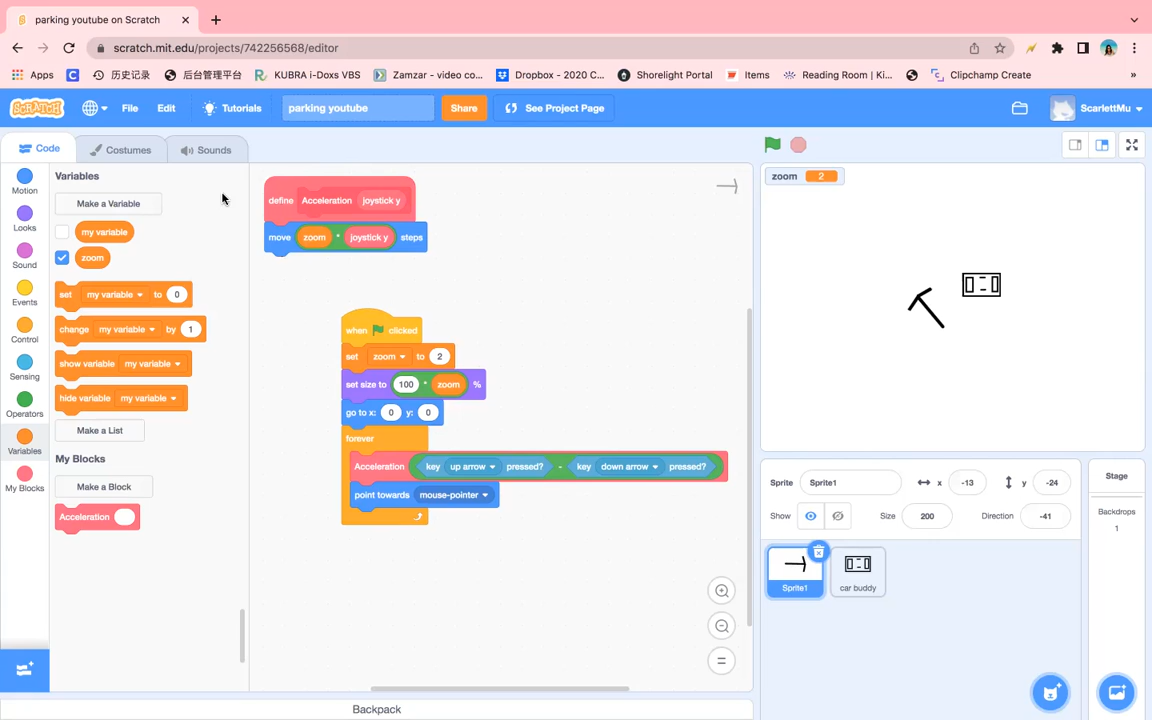 parking youtube on Scratch
scratch.mit.edu/projects/742256568/editor
Apps
历史记录
后台管理平台
KUBRA i-Doxs VBS
Zamzar - video co...
Dropbox - 2020 C...
Shorelight Portal
Items
Reading Room | Ki...
Clipchamp Create
»
SCRATCH
File
Edit
Tutorials
parking youtube
Share
See Project Page
ScarlettMu
Code
Costumes
Sounds
Motion
Looks
Sound
Events
Control
Sensing
Operators
Variables
My Blocks
Variables
Make a Variable
my variable
zoom
set my variable to 0
change my variable by 1
show variable my variable
hide variable my variable
Make a List
My Blocks
Make a Block
Acceleration
define Acceleration joystick y
move zoom * joystick y steps
when clicked
set zoom to 2
set size to 100 * zoom %
go to x: 0 y: 0
forever
Acceleration key up arrow pressed? - key down arrow pressed?
point towards mouse-pointer
Backpack
zoom 2
Sprite Sprite1 x -13 y -24
Show Size 200 Direction -41
Sprite1
car buddy
Stage
Backdrops
1